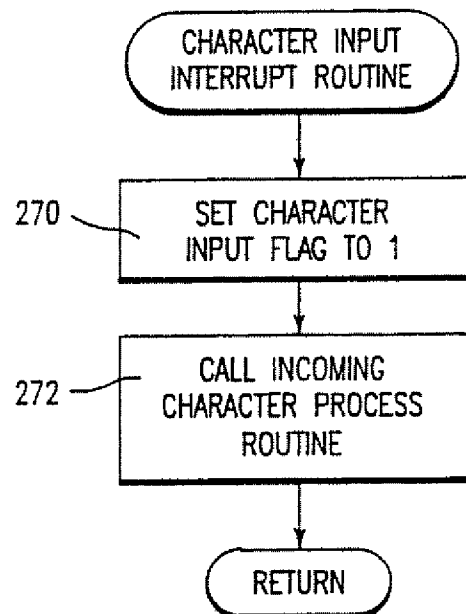 CHARACTER INPUT
INTERRUPT ROUTINE
270
SET CHARACTER
INPUT FLAG TO 1
272
CALL INCOMING
CHARACTER PROCESS
ROUTINE
RETURN